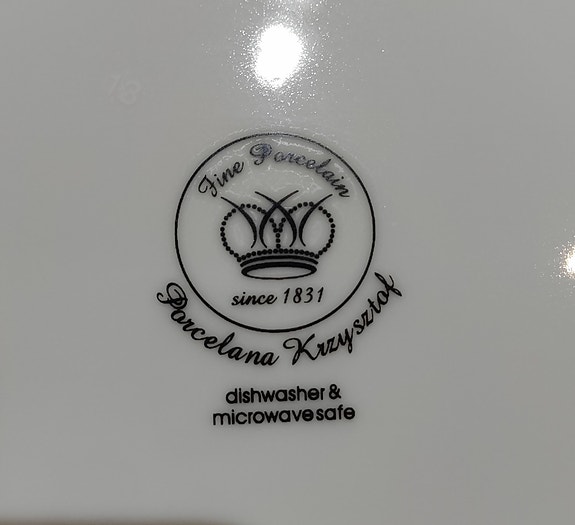 Fine Porcelain
since 1831
Porcelana Krzysztof
dishwasher &
microwave safe